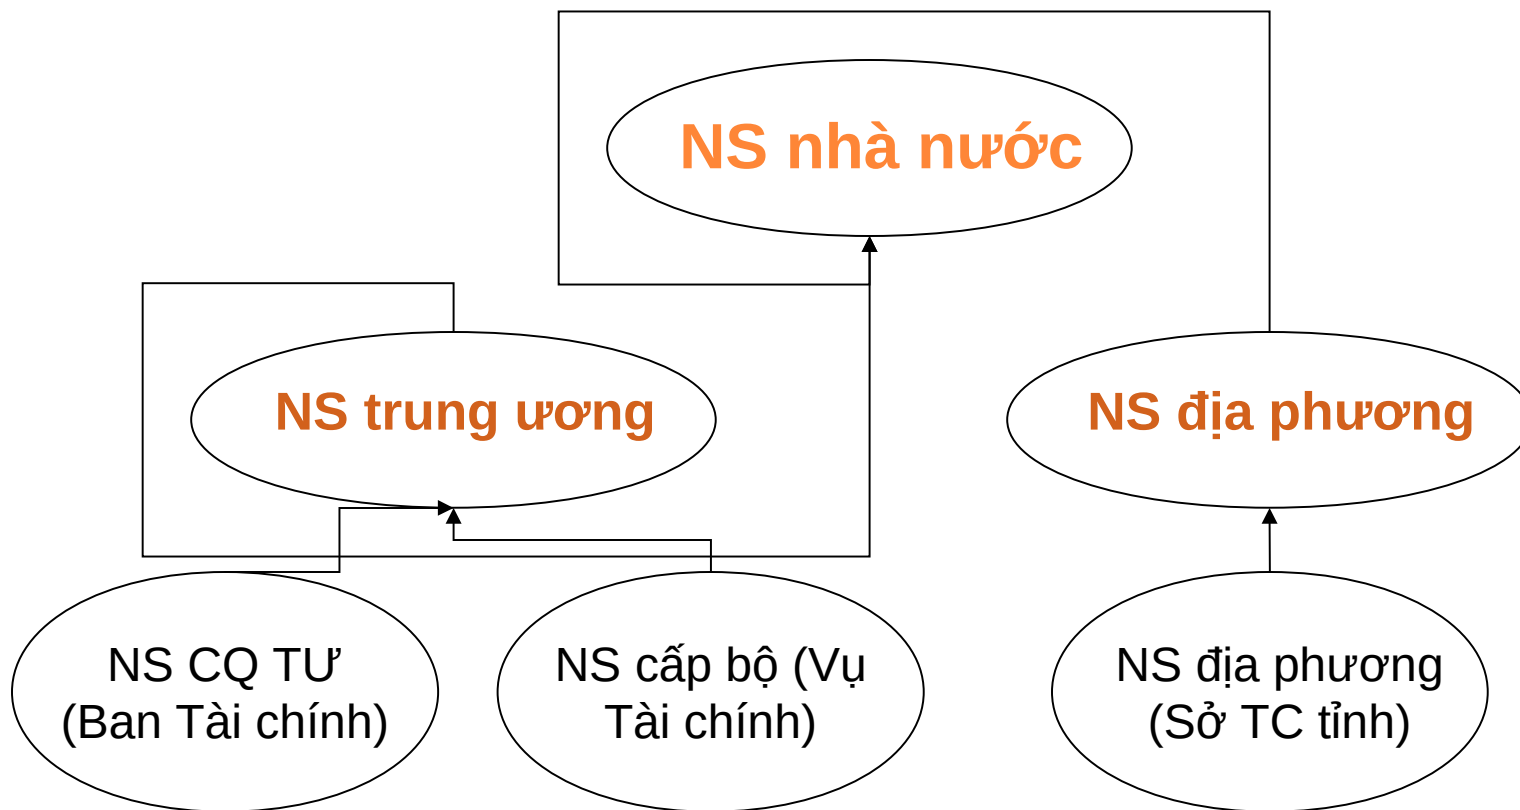 NS nhà nước
NS trung ương
NS địa phương
NS CQ TƯ
(Ban Tài chính)
NS cấp bộ (Vụ
Tài chính)
NS địa phương
(Sở TC tỉnh)